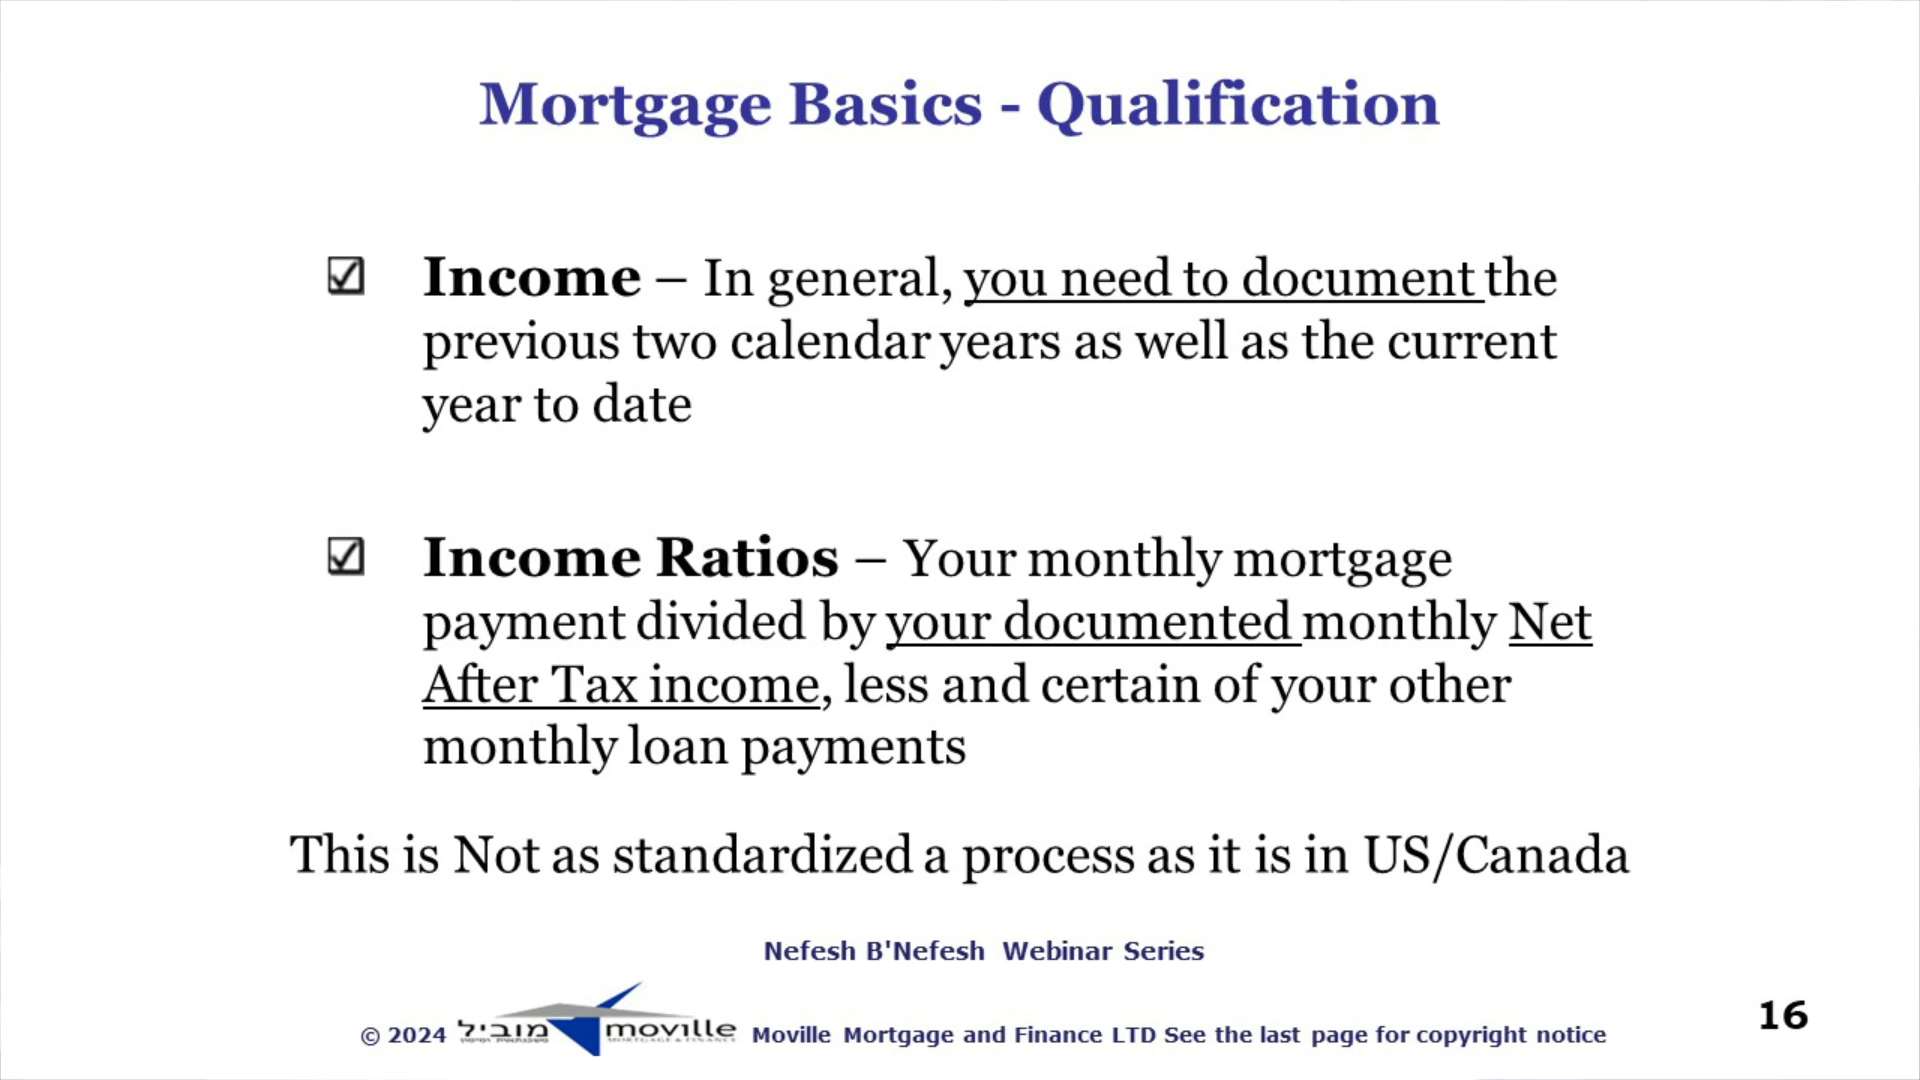 Mortgage Basics - Qualification
Income – In general, you need to document the
previous two calendar years as well as the current
year to date
Income Ratios – Your monthly mortgage
payment divided by your documented monthly Net
After Tax income, less and certain of your other
monthly loan payments
This is Not as standardized a process as it is in US/Canada
Nefesh B'Nefesh Webinar Series
© 2024 מוביל moville Moville Mortgage and Finance LTD See the last page for copyright notice
MORTGAGE & FINANCE
16